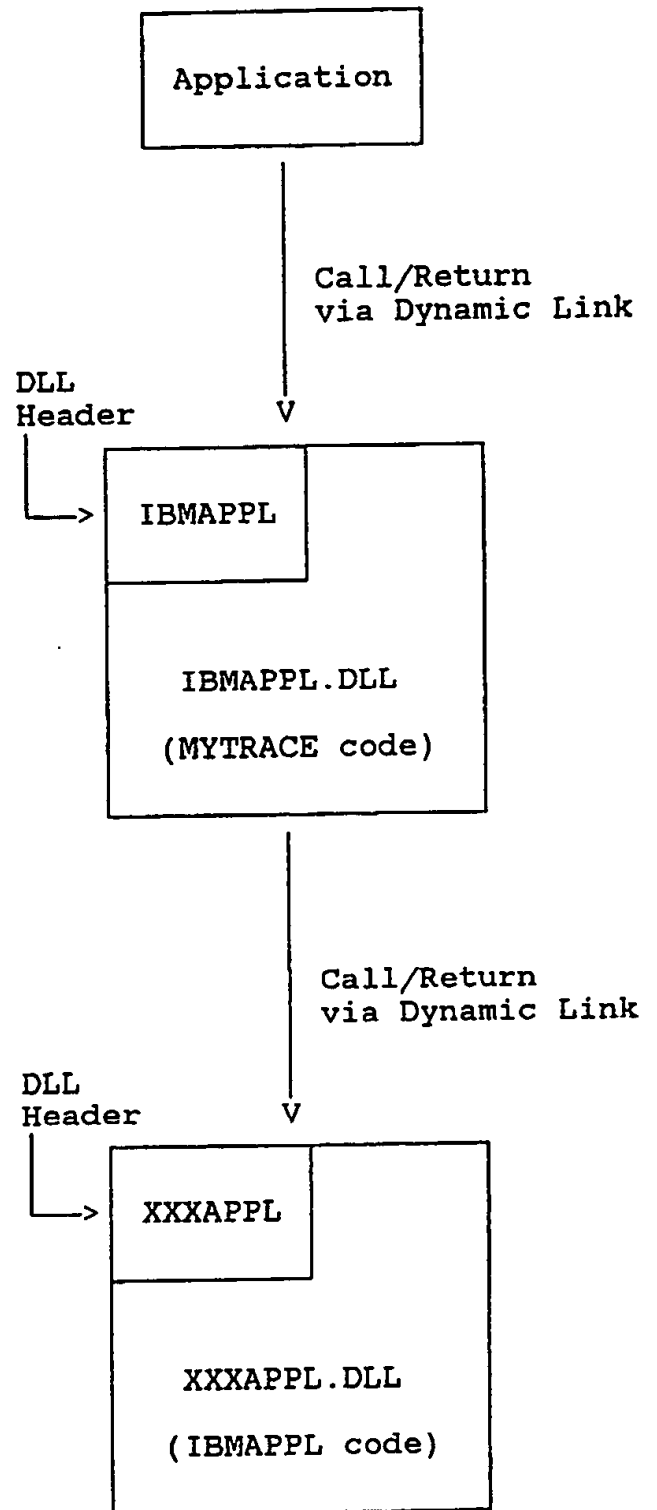 Application
Call/Return
via Dynamic Link
DLL
Header
V
IBMAPPL
IBMAPPL.DLL
(MYTRACE code)
Call/Return
via Dynamic Link
DLL
Header
V
XXXAPPL
XXXAPPL.DLL
(IBMAPPL code)